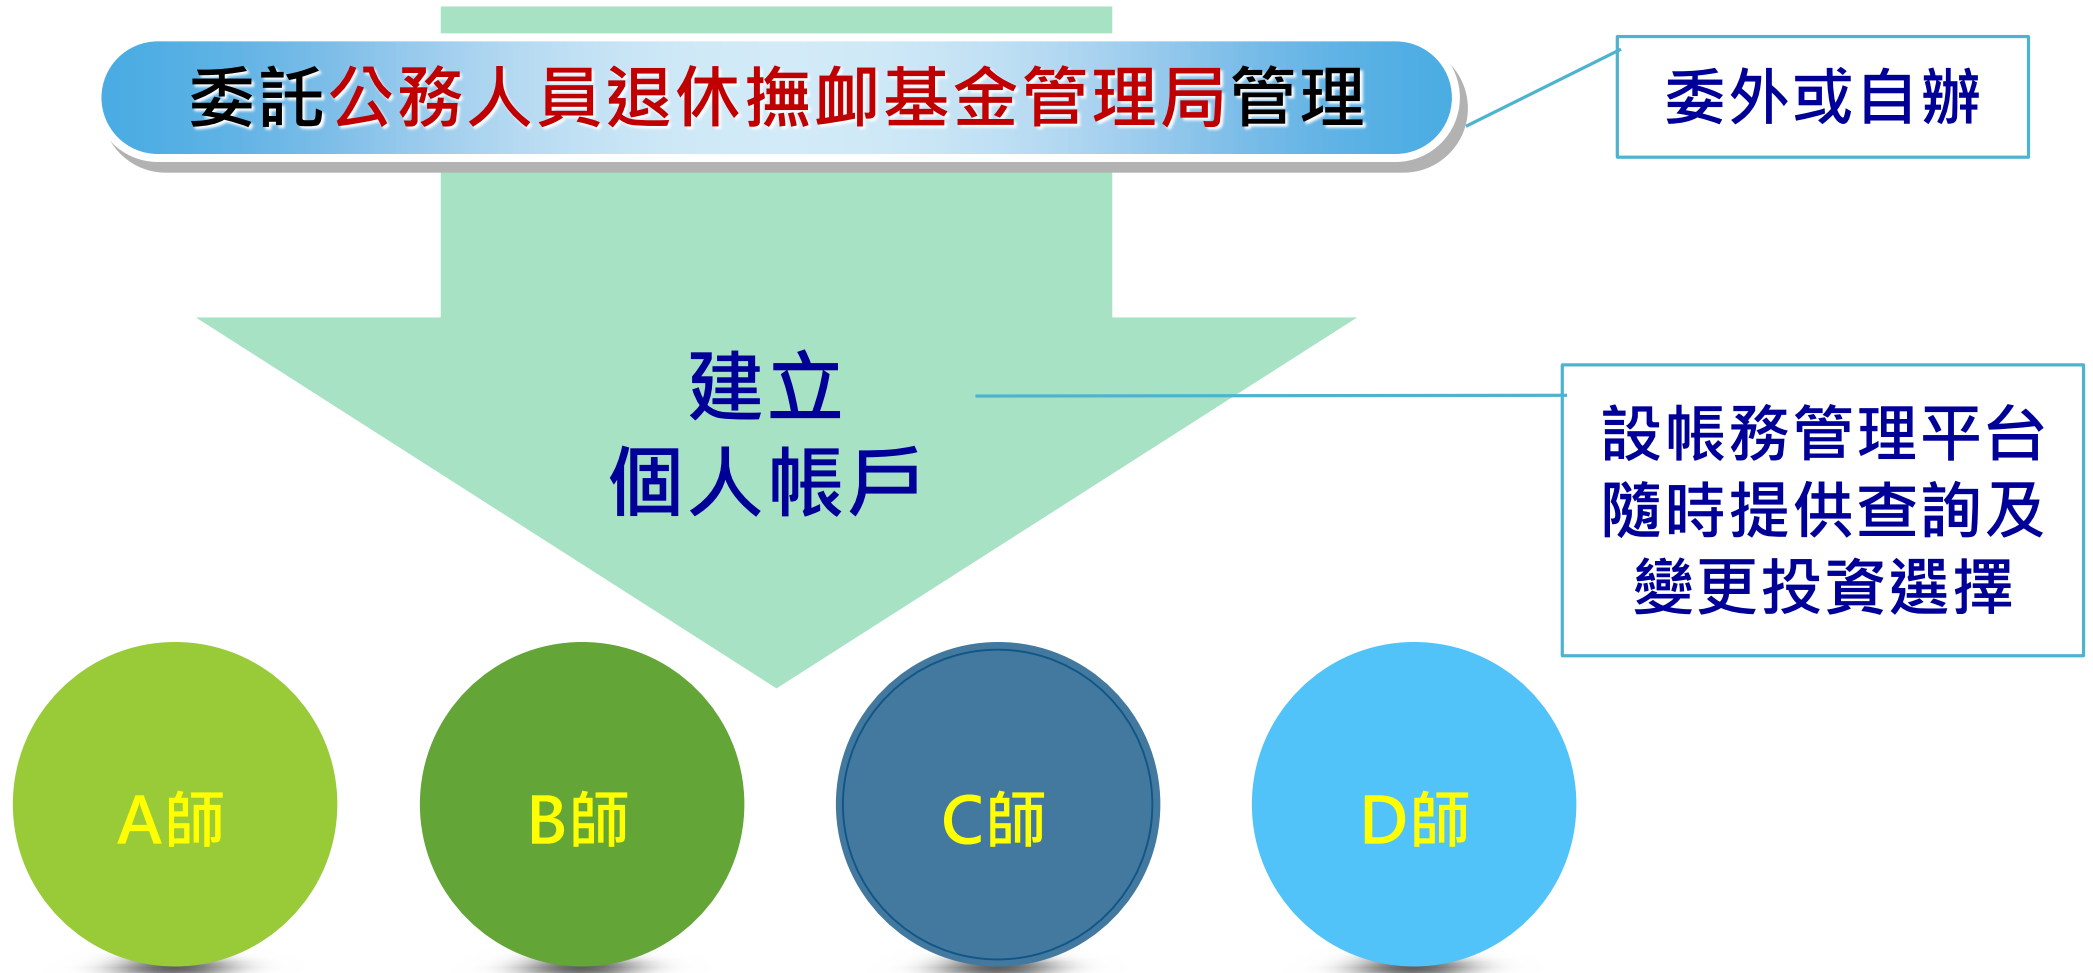 委託公務人員退休撫卹基金管理局管理
委外或自辦
建立
個人帳戶
設帳務管理平台
隨時提供查詢及
變更投資選擇
A師
B師
C師
D師